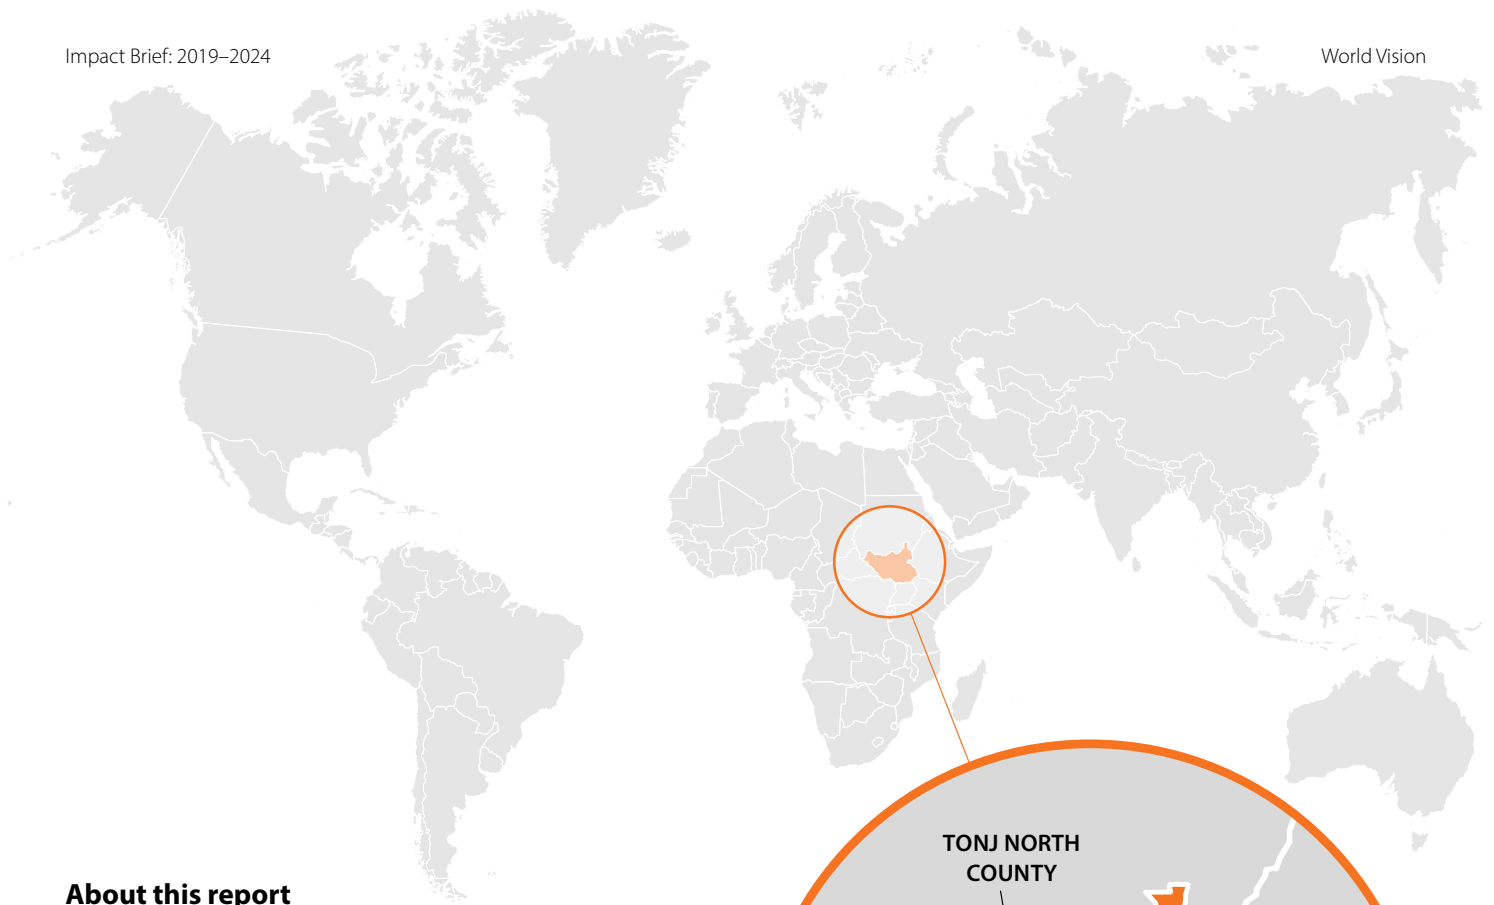 Impact Brief: 2019–2024
World Vision
TONJ NORTH
COUNTY
About this report